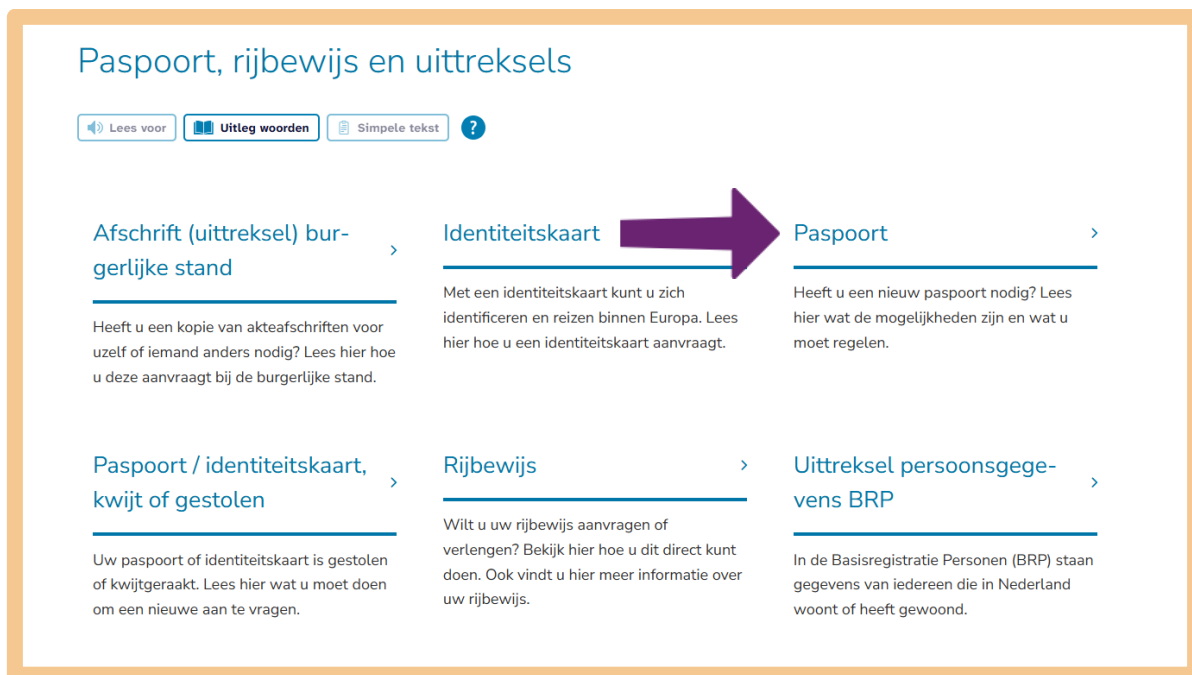 Paspoort, rijbewijs en uittreksels
Lees voor
Uitleg woorden
Simpele tekst
?
Afschrift (uittreksel) bur-
gerlijke stand
Heeft u een kopie van akteafschriften voor
uzelf of iemand anders nodig? Lees hier hoe
u deze aanvraagt bij de burgerlijke stand.
Identiteitskaart
Met een identiteitskaart kunt u zich
identificeren en reizen binnen Europa. Lees
hier hoe u een identiteitskaart aanvraagt.
Paspoort
Heeft u een nieuw paspoort nodig? Lees
hier wat de mogelijkheden zijn en wat u
moet regelen.
Paspoort / identiteitskaart,
kwijt of gestolen
Uw paspoort of identiteitskaart is gestolen
of kwijtgeraakt. Lees hier wat u moet doen
om een nieuwe aan te vragen.
Rijbewijs
Wilt u uw rijbewijs aanvragen of
verlengen? Bekijk hier hoe u dit direct kunt
doen. Ook vindt u hier meer informatie over
uw rijbewijs.
Uittreksel persoonsgege-
vens BRP
In de Basisregistratie Personen (BRP) staan
gegevens van iedereen die in Nederland
woont of heeft gewoond.